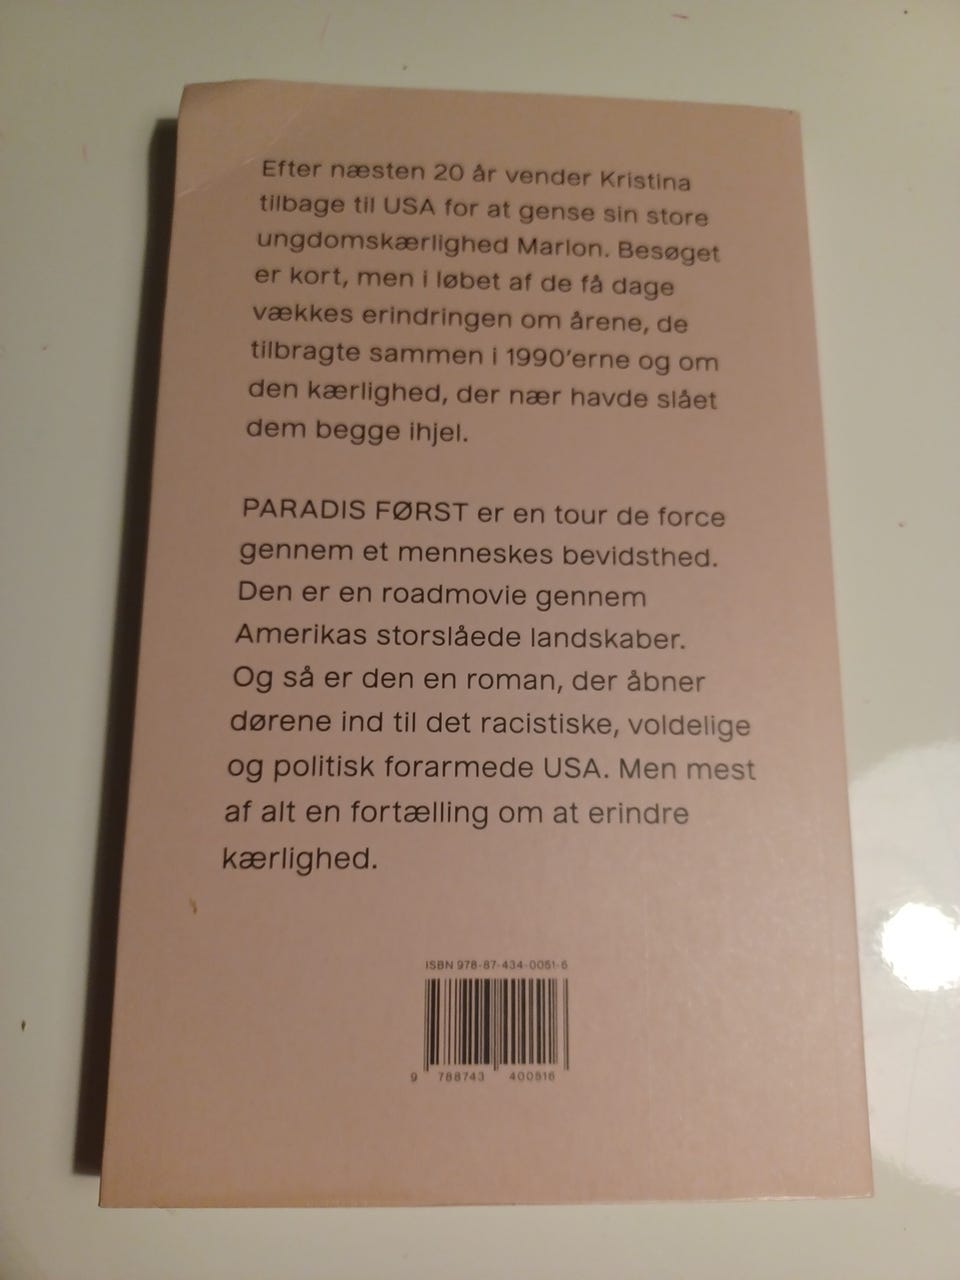 Efter næsten 20 år vender Kristina
tilbage til USA for at gense sin store
ungdomskærlighed Marlon. Besøget
er kort, men i løbet af de få dage
vækkes erindringen om årene, de
tilbragte sammen i 1990'erne og om
den kærlighed, der nær havde slået
dem begge ihjel.
PARADIS FØRST er en tour de force
gennem et menneskes bevidsthed.
Den er en roadmovie gennem
Amerikas storslåede landskaber.
Og så er den en roman, der åbner
dørene ind til det racistiske, voldelige
og politisk forarmede USA. Men mest
af alt en fortælling om at erindre
kærlighed.
ISBN 978-87-434-0051-6
9 788743 400516